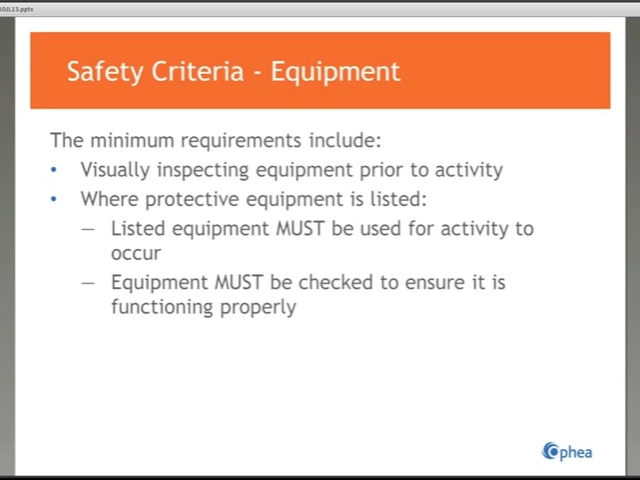 10JL13.pptx
Safety Criteria - Equipment
The minimum requirements include:
• Visually inspecting equipment prior to activity
• Where protective equipment is listed:
– Listed equipment MUST be used for activity to
occur
– Equipment MUST be checked to ensure it is
functioning properly
Ophea